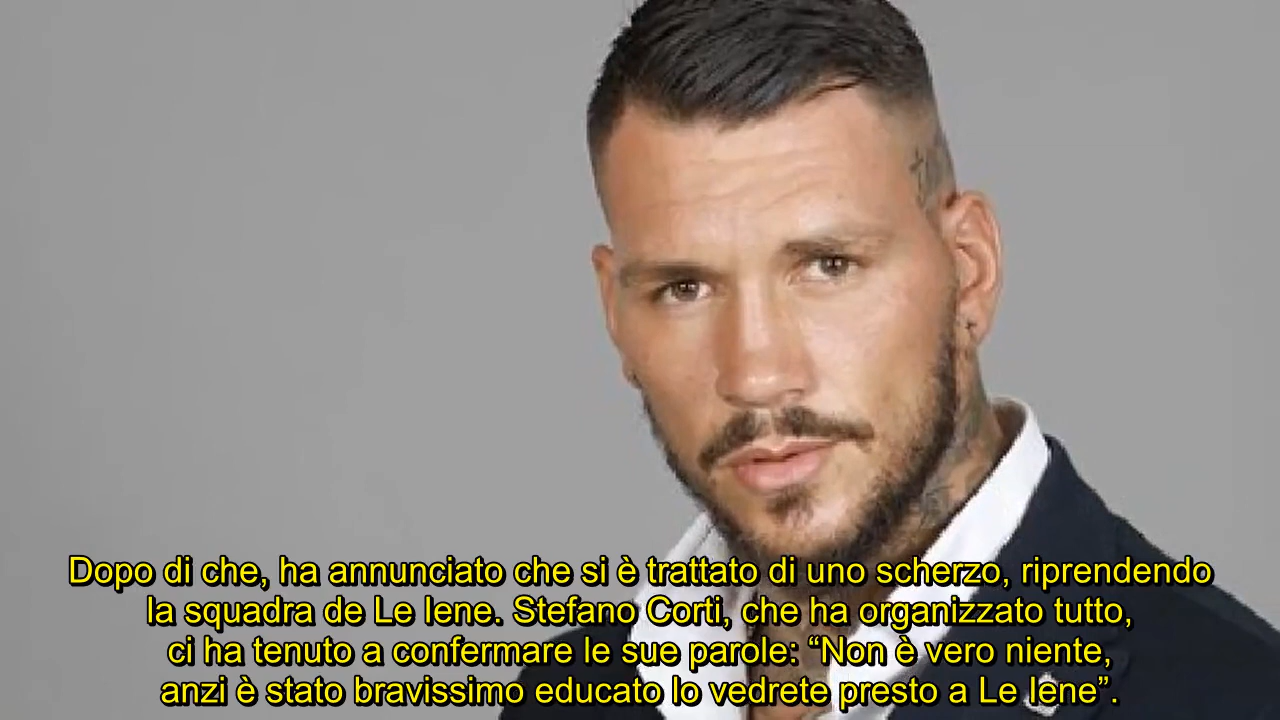 Dopo di che, ha annunciato che si è trattato di uno scherzo, riprendendo
la squadra de Le Iene. Stefano Corti, che ha organizzato tutto,
ci ha tenuto a confermare le sue parole: “Non è vero niente,
anzi è stato bravissimo educato lo vedrete presto a Le Iene”.